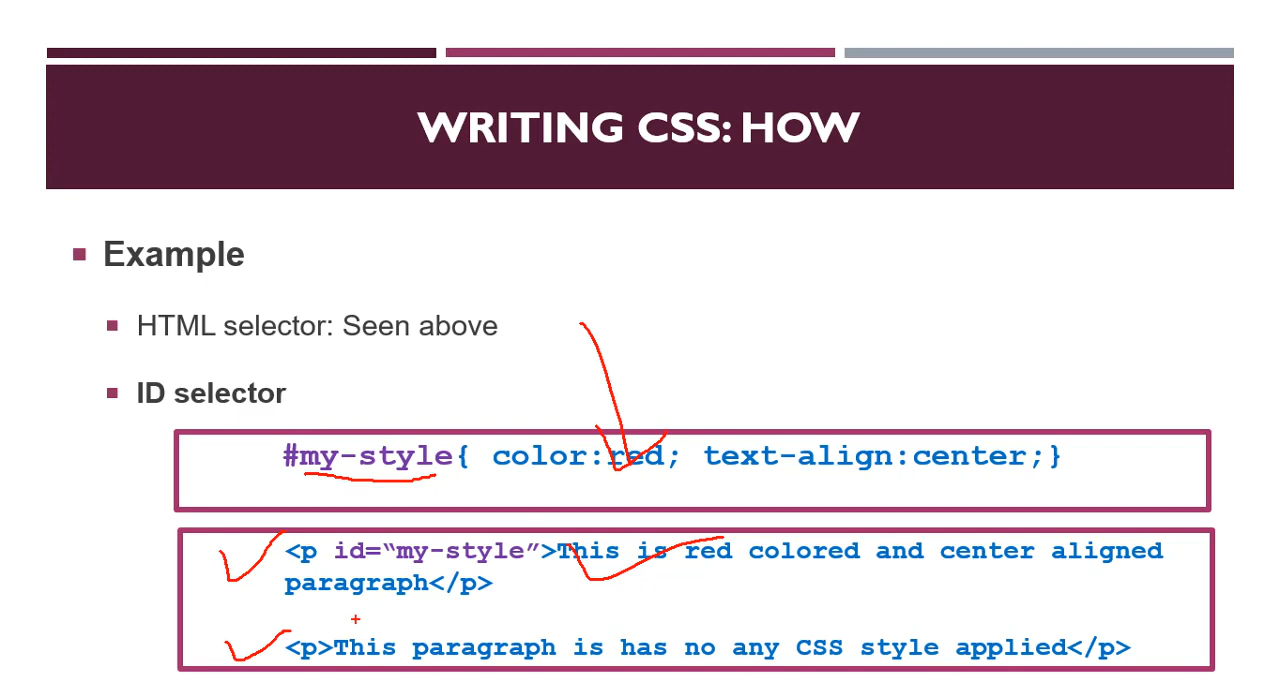 WRITING CSS: HOW
Example
HTML selector: Seen above
ID selector
#my-style{ color:red; text-align:center;}
<p id=“my-style”>This is red colored and center aligned
paragraph</p>
<p>This paragraph is has no any CSS style applied</p>